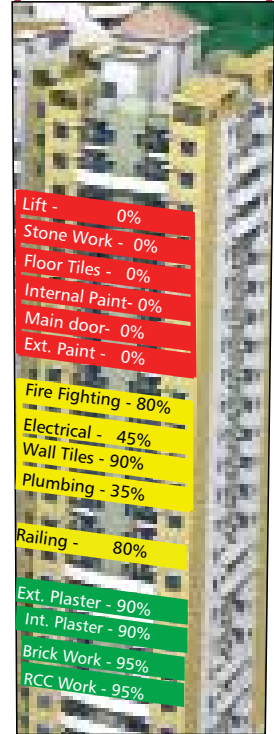 Lift - 0%
Stone Work - 0%
Floor Tiles - 0%
Internal Paint- 0%
Main door- 0%
Ext. Paint - 0%
Fire Fighting - 80%
Electrical - 45%
Wall Tiles - 90%
Plumbing - 35%
Railing - 80%
Ext. Plaster - 90%
Int. Plaster - 90%
Brick Work - 95%
RCC Work - 95%